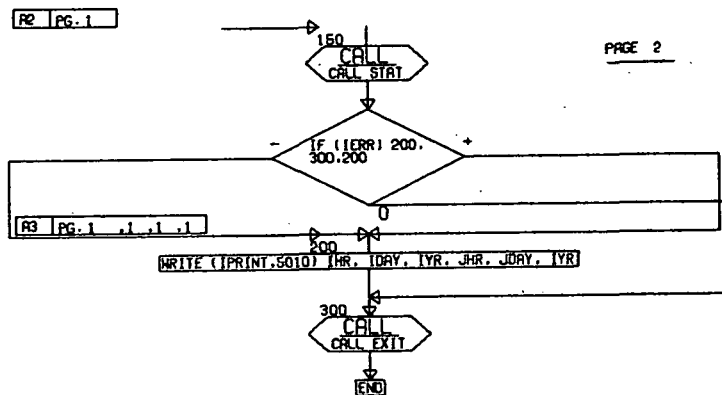 A2 PG. 1
PAGE 2
150
CALL
CALL STAT
- +
IF (IERR) 200,
300,200
0
A3 PG. 1 ,1 ,1 ,1
200
WRITE (IPRINT,5010) IHR, IDAY, IYR, JHR, JDAY, IYR
300
CALL
CALL EXIT
END